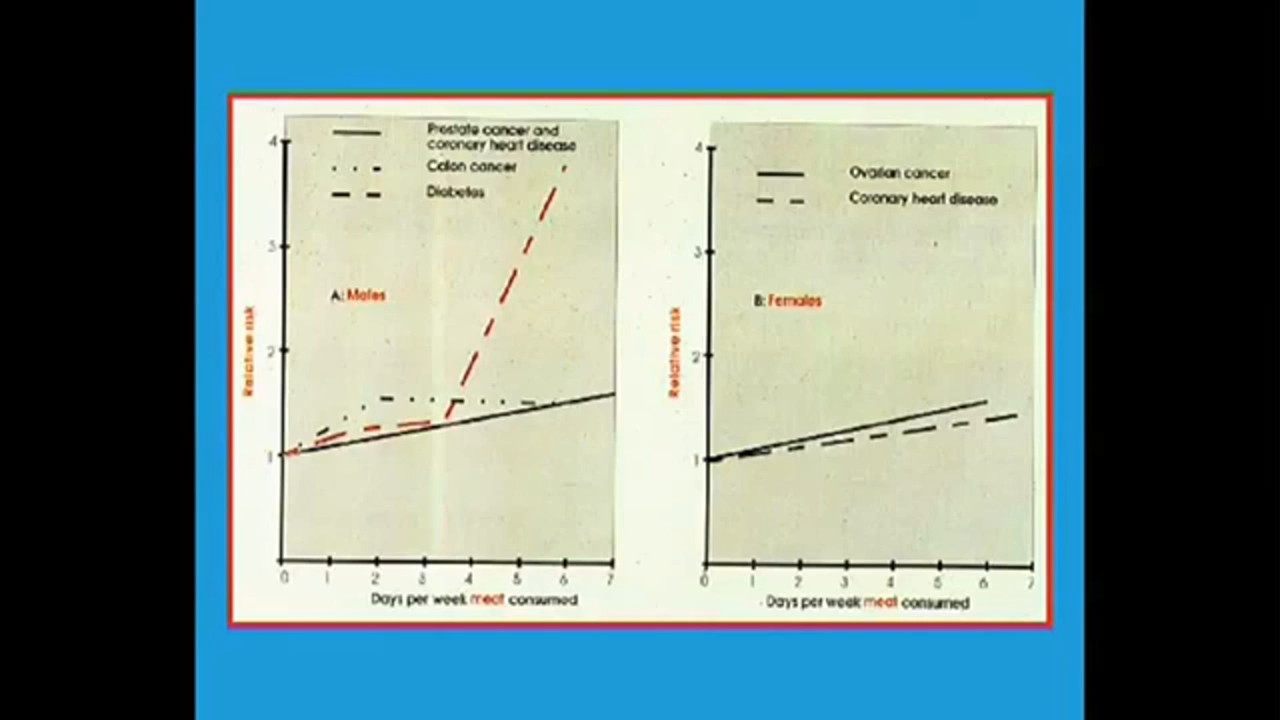 4
3
2
1
Relative risk
Prostate cancer and
coronary heart disease
Colon cancer
Diabetes
A: Males
0 1 2 3 4 5 6 7
Days per week meat consumed
4
3
2
1
Relative risk
Ovarian cancer
Coronary heart disease
B: Females
0 1 2 3 4 5 6 7
Days per week meat consumed